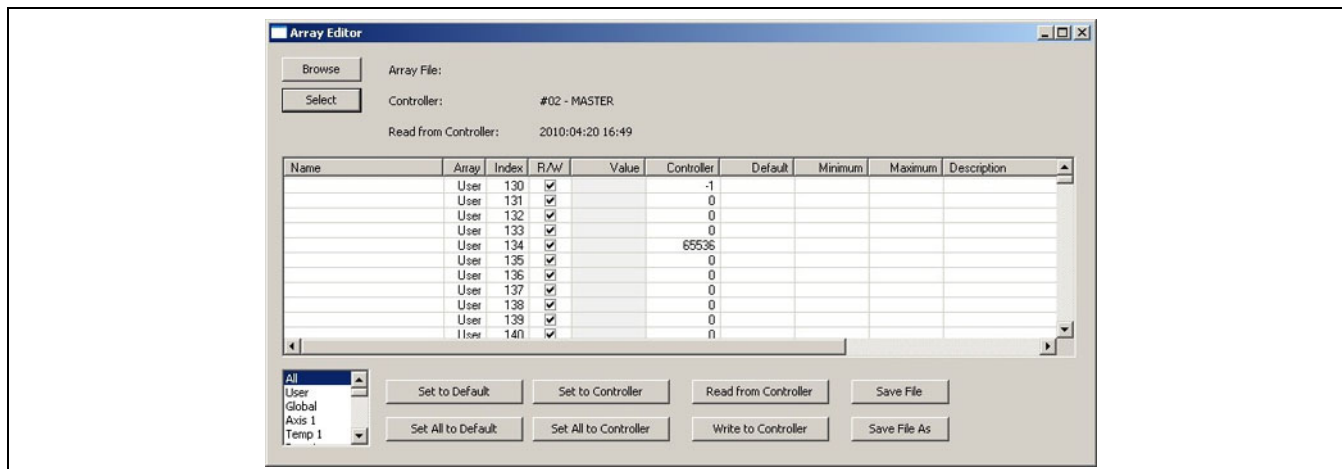 Array Editor
Browse Array File:
Select Controller: #02 - MASTER
Read from Controller: 2010:04:20 16:49
Name Array Index R/W Value Controller Default Minimum Maximum Description
User 130 -1
User 131 0
User 132 0
User 133 0
User 134 65536
User 135 0
User 136 0
User 137 0
User 138 0
User 139 0
User 140 0
All
User
Global
Axis 1
Temp 1
Set to Default Set to Controller Read from Controller Save File
Set All to Default Set All to Controller Write to Controller Save File As